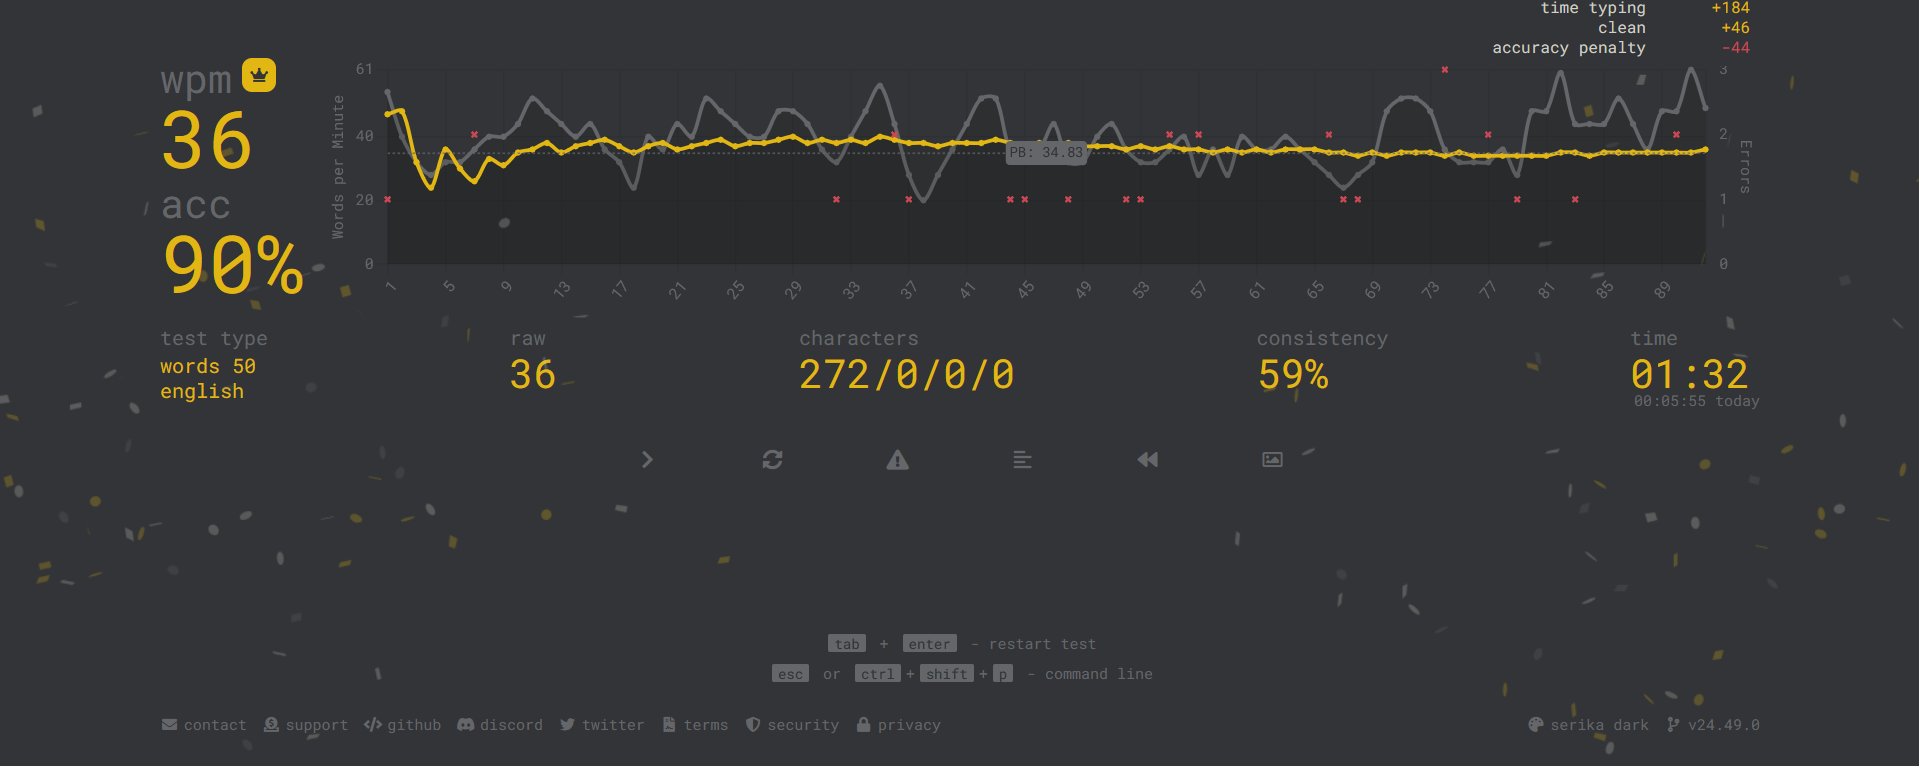 time typing +184
clean +46
accuracy penalty -44
wpm
36
acc
90%
61
40
20
0
Words per Minute
PB: 34.83
3
2
1
0
Errors
1 5 9 13 17 21 25 29 33 37 41 45 49 53 57 61 65 69 73 77 81 85 89
test type
words 50
english
raw
36
characters
272/0/0/0
consistency
59%
time
01:32
00:05:55 today
tab + enter - restart test
esc or ctrl + shift + p - command line
contact support github discord twitter terms security privacy serika dark v24.49.0